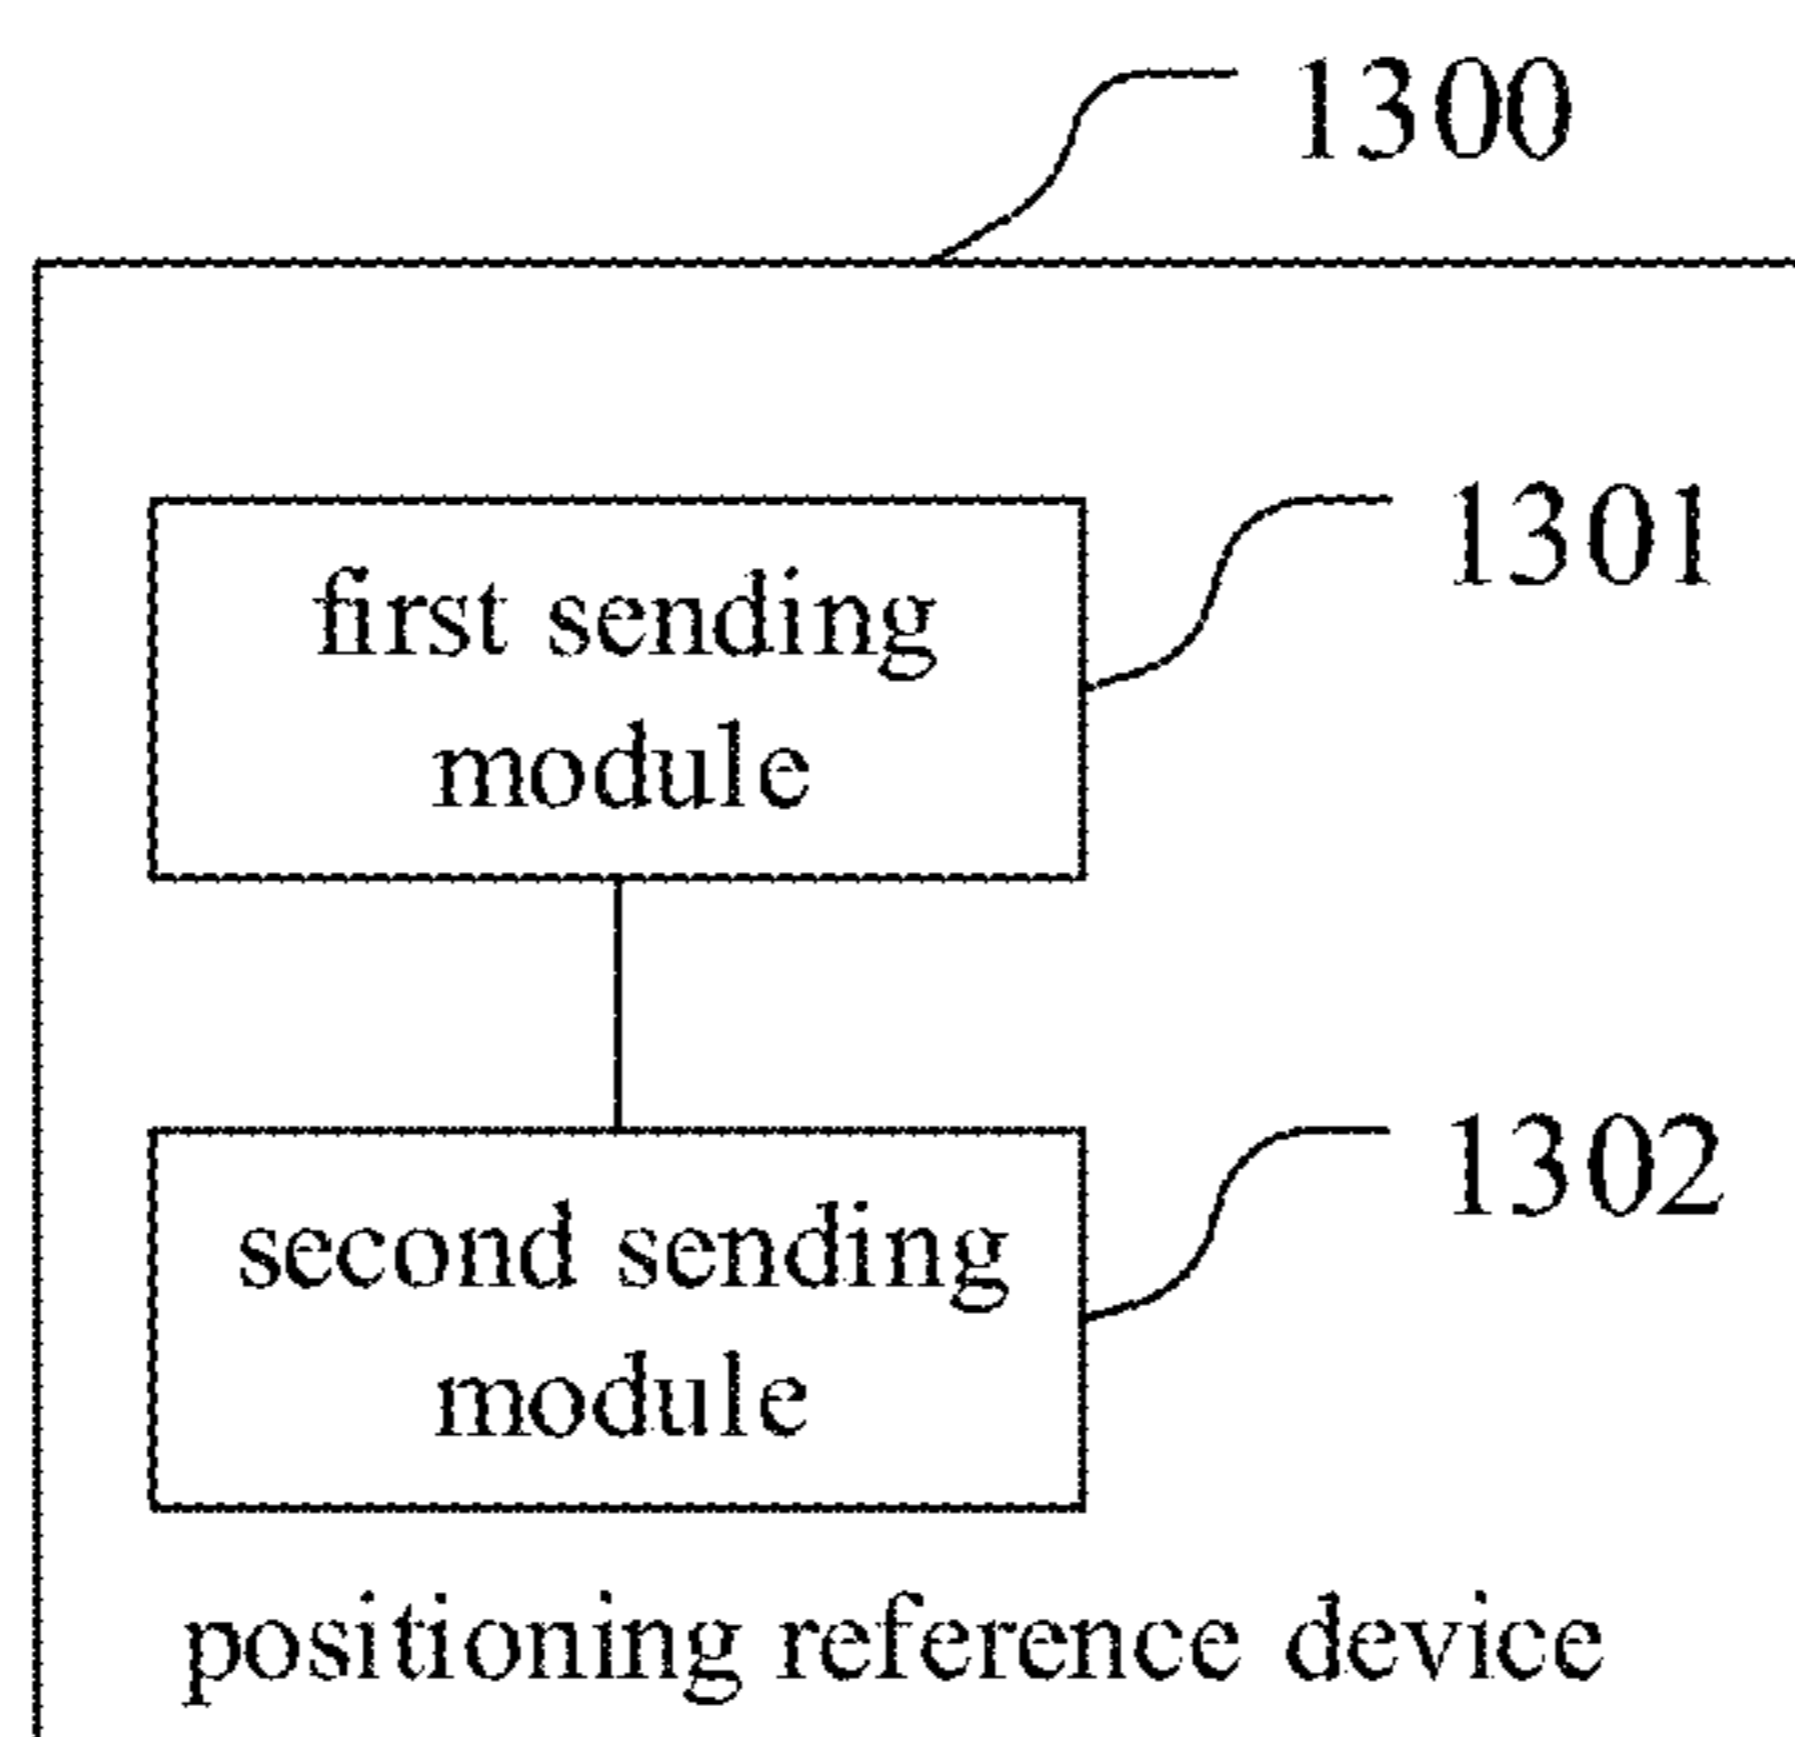 1300
first sending
module
1301
second sending
module
1302
positioning reference device